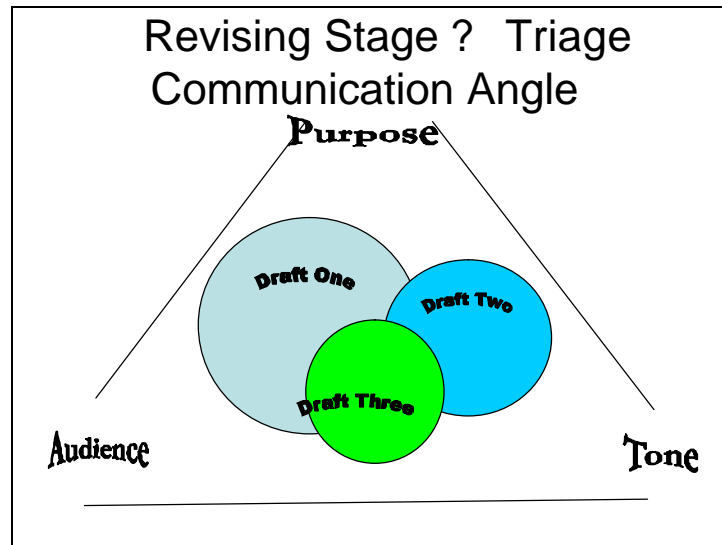 Revising Stage ? Triage
Communication Angle
Purpose
Draft One
Draft Two
Draft Three
Audience
Tone